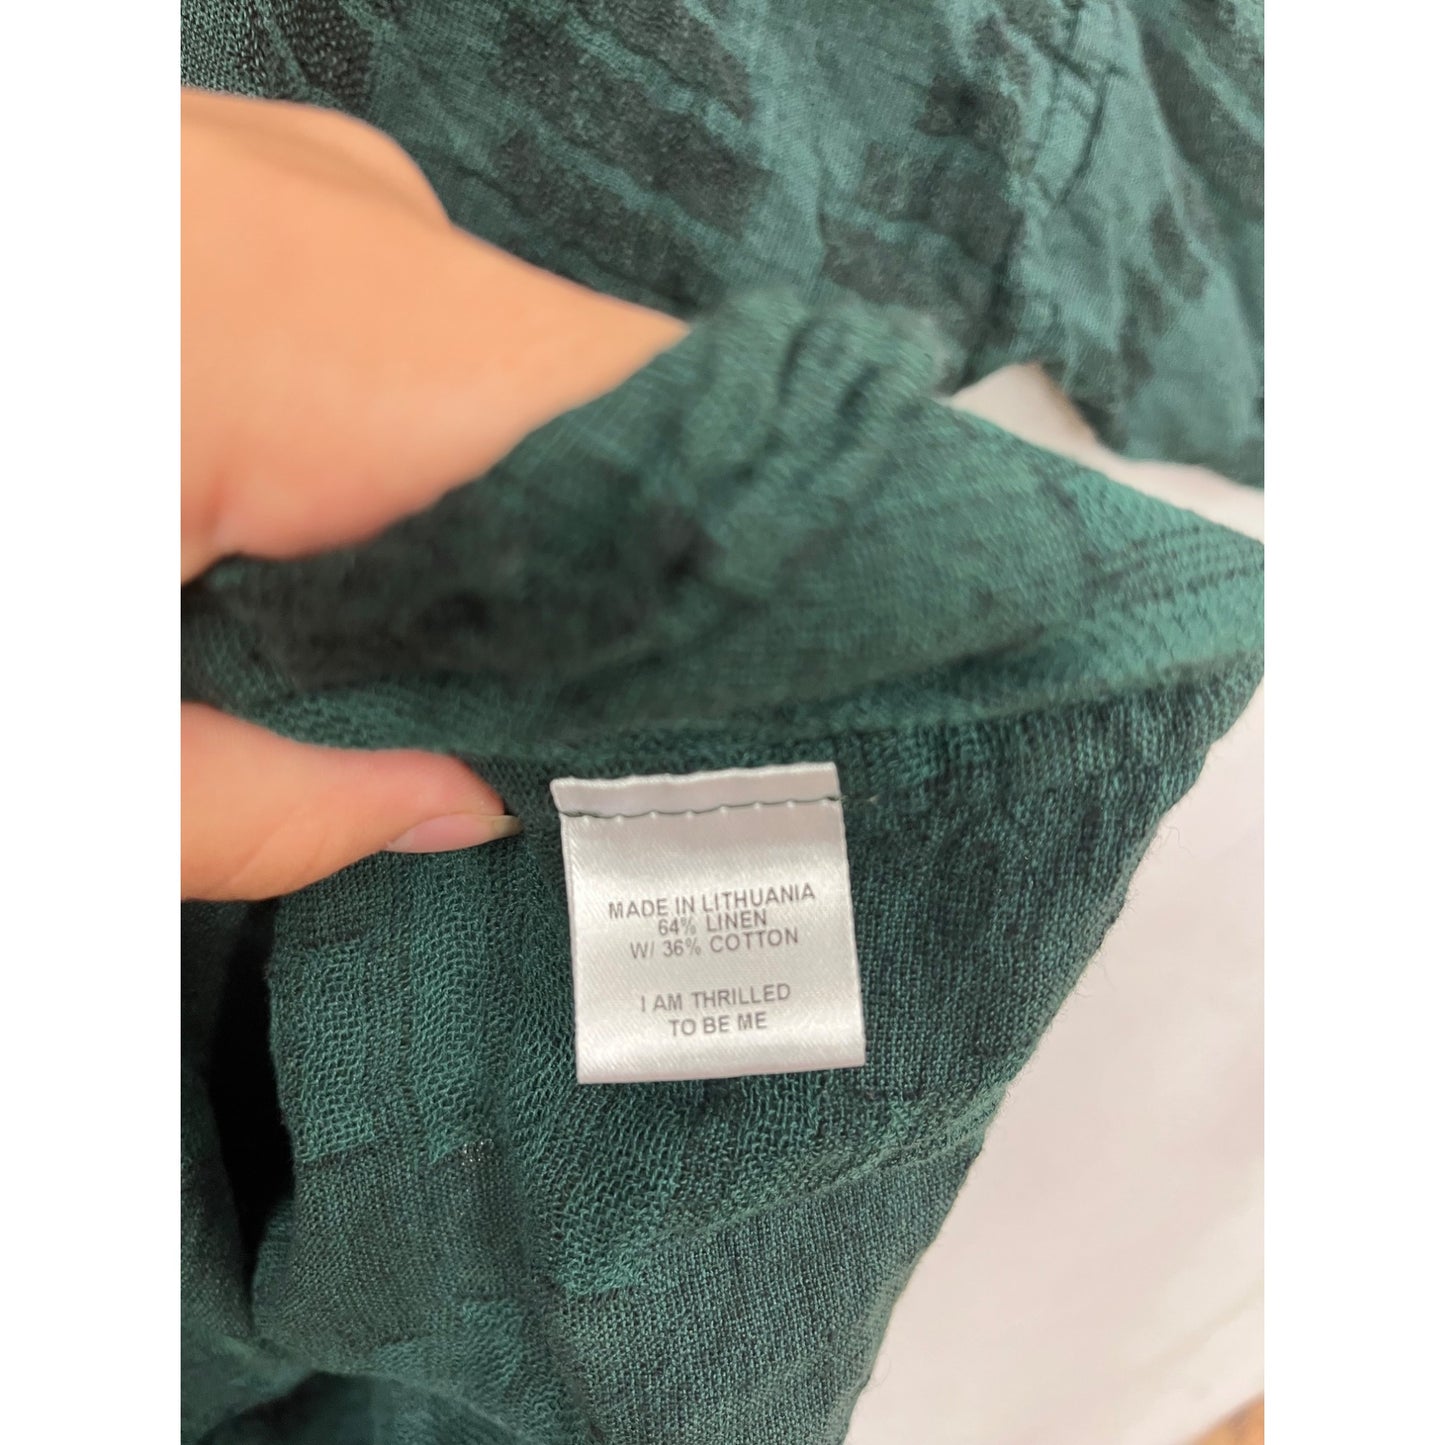 MADE IN LITHUANIA
64% LINEN
W/ 36% COTTON
I AM THRILLED
TO BE ME